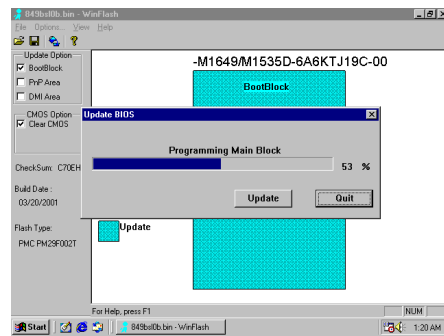 849bsl0b.bin - WinFlash
File Options... View Help
Update Option
BootBlock
PnP Area
DMI Area
CMOS Option
Clear CMOS
CheckSum: C70EH
Build Date :
03/20/2001
Flash Type:
PMC PM29F002T
-M1649/M1535D-6A6KTJ19C-00
BootBlock
Update BIOS
Programming Main Block
53 %
Update Quit
Update
For Help, press F1 NUM
Start 849bsl0b.bin - WinFlash 1:20 AM